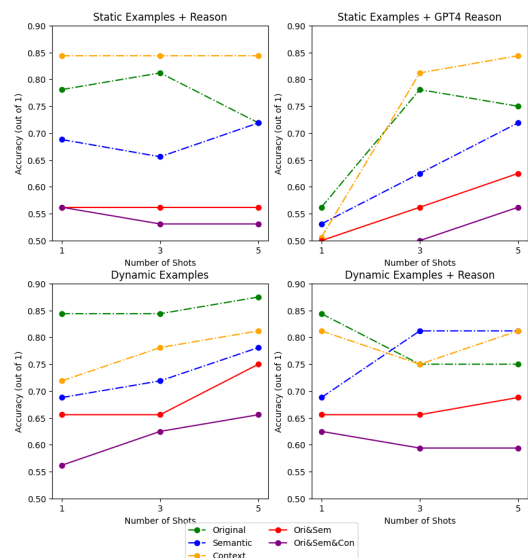 Static Examples + Reason
Static Examples + GPT4 Reason
Accuracy (out of 1)
0.90
0.85
0.80
0.75
0.70
0.65
0.60
0.55
0.50
1
3
5
Number of Shots
Accuracy (out of 1)
0.90
0.85
0.80
0.75
0.70
0.65
0.60
0.55
0.50
1
3
5
Number of Shots
Dynamic Examples
Dynamic Examples + Reason
Accuracy (out of 1)
0.90
0.85
0.80
0.75
0.70
0.65
0.60
0.55
0.50
1
3
5
Number of Shots
Accuracy (out of 1)
0.90
0.85
0.80
0.75
0.70
0.65
0.60
0.55
0.50
1
3
5
Number of Shots
Original
Semantic
Context
Ori&Sem
Ori&Sem&Con